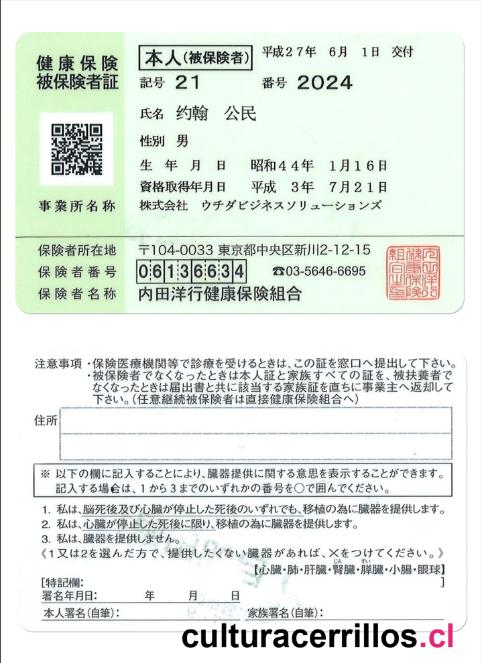 健康保険
被保険者証
本人(被保険者)
平成27年 6月 1日 交付
記号 21 番号 2024
氏名 约翰 公民
性別 男
生年月日 昭和44年 1月16日
資格取得年月日 平成 3年 7月21日
事業所名称 株式会社 ウチダビジネスソリューションズ
保険者所在地 〒104-0033 東京都中央区新川2-12-15
保険者番号 06136634 ☎03-5646-6695
保険者名称 内田洋行健康保険組合
注意事項・保険医療機関等で診療を受けるときは、この証を窓口へ提出して下さい。
・被保険者でなくなったときは本人証と家族すべての証を、被扶養者で
なくなったときは届出書と共に該当する家族証を直ちに事業主へ返却して
下さい。(任意継続被保険者は直接健康保険組合へ)
住所
※ 以下の欄に記入することにより、臓器提供に関する意思を表示することができます。
記入する場合は、1から3までのいずれかの番号を○で囲んでください。
1. 私は、脳死後及び心臓が停止した死後のいずれでも、移植の為に臓器を提供します。
2. 私は、心臓が停止した死後に限り、移植の為に臓器を提供します。
3. 私は、臓器を提供しません。
《1又は2を選んだ方で、提供したくない臓器があれば、×をつけてください。》
【心臓・肺・肝臓・腎臓・膵臓・小腸・眼球】
[特記欄: ]
署名年月日: 年 月 日
本人署名(自筆): 家族署名(自筆):
culturacerrillos.cl